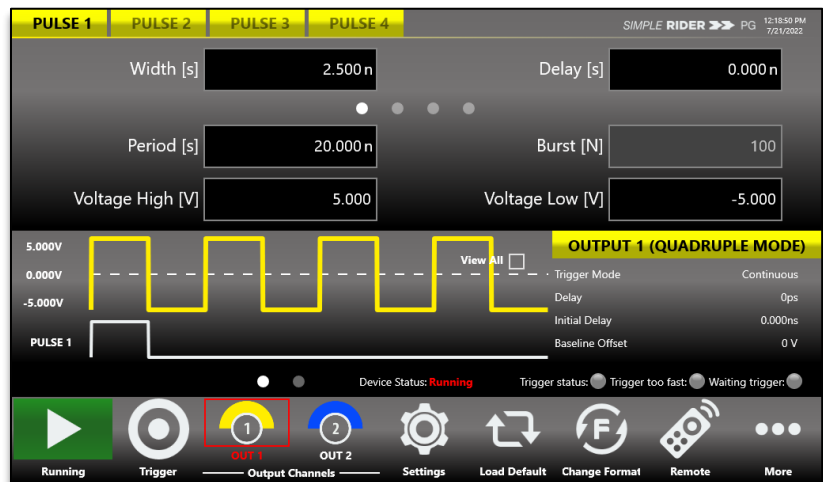 PULSE 1 PULSE 2 PULSE 3 PULSE 4 SIMPLE RIDER PG 12:18:50 PM
7/21/2022
Width [s] 2.500 n Delay [s] 0.000 n
Period [s] 20.000 n Burst [N] 100
Voltage High [V] 5.000 Voltage Low [V] -5.000
5.000V
0.000V
-5.000V
PULSE 1
View All
OUTPUT 1 (QUADRUPLE MODE)
Trigger Mode Continuous
Delay 0ps
Initial Delay 0.000ns
Baseline Offset 0 V
Device Status: Running Trigger status: Trigger too fast: Waiting trigger:
1 2 F
OUT 1 OUT 2
Running Trigger Output Channels Settings Load Default Change Format Remote More